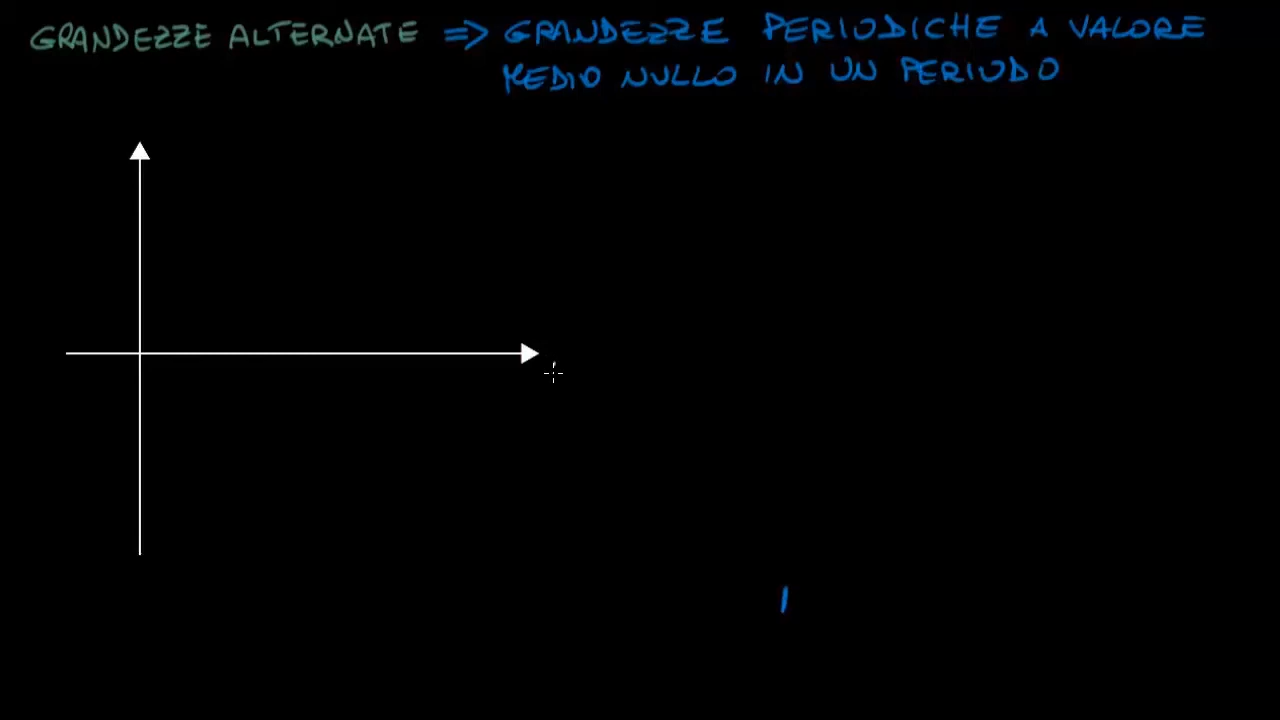 GRANDEZZE ALTERNATE => GRANDEZZE PERIODICHE A VALORE
MEDIO NULLO IN UN PERIODO